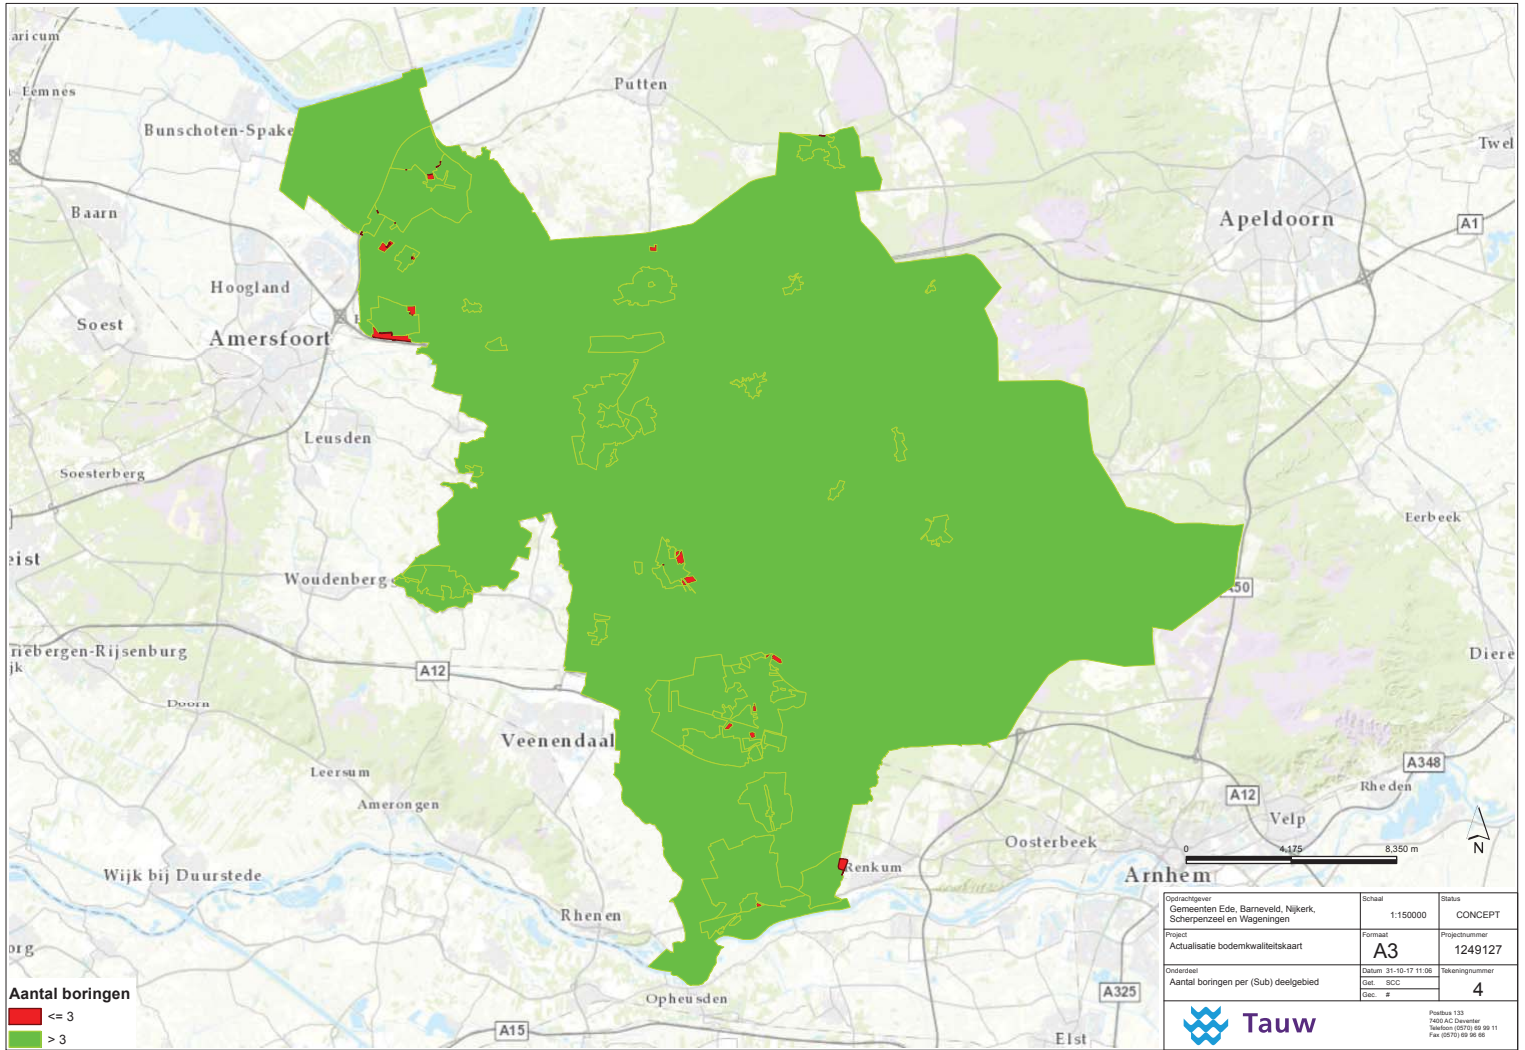 aricum
Eemnes
Putten
Bunschoten-Spake
Twel
Baarn
Apeldoorn
A1
Hoogland
Soest
Amersfoort
Leusden
Soesterberg
Eerbeek
eist
Woudenberg
A50
riebergen-Rijsenburg
jk
A12
Diere
Doorn
Veenendaal
Leersum
A348
Amerongen
A12
Rheden
Velp
Oosterbeek
0 4,175 8,350 m
N
Renkum
Arnhem
Wijk bij Duurstede
Rhenen
org
Opheusden
A325
A15
Elst
Aantal boringen
<= 3
> 3
Opdrachtgever
Gemeenten Ede, Barneveld, Nijkerk,
Scherpenzeel en Wageningen
Schaal
1:150000
Status
CONCEPT
Project
Actualisatie bodemkwaliteitskaart
Formaat
A3
Projectnummer
1249127
Onderdeel
Aantal boringen per (Sub) deelgebied
Datum 31-10-17 11:06
Get. SCC
Gec. #
Tekeningnummer
4
Tauw
Postbus 133
7400 AC Deventer
Telefoon (0570) 69 99 11
Fax (0570) 69 96 66